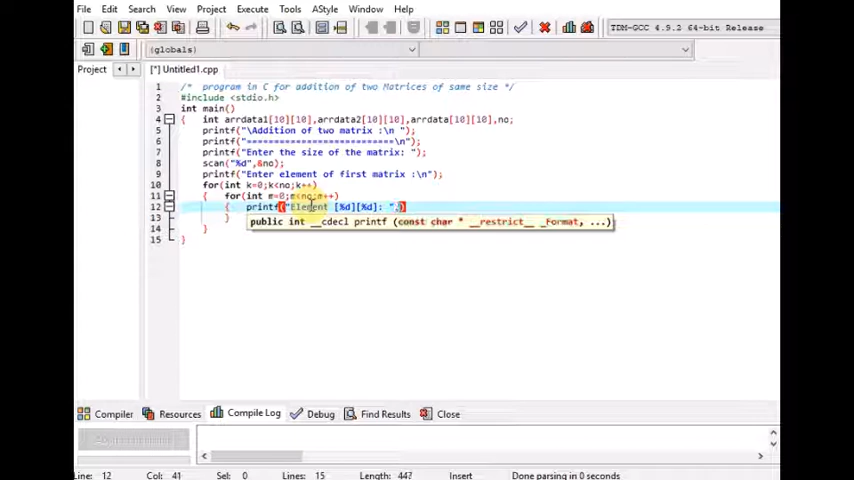 File Edit Search View Project Execute Tools AStyle Window Help
TDM-GCC 4.9.2 64-bit Release
(globals)
Project [*] Untitled1.cpp
1 /* program in C for addition of two Matrices of same size */
2 #include <stdio.h>
3 int main()
4 { int arrdata1[10][10],arrdata2[10][10],arrdata[10][10],no;
5 printf("\Addition of two matrix :\n ");
6 printf("===========================\n ");
7 printf("Enter the size of the matrix: ");
8 scan("%d",&no);
9 printf("Enter element of first matrix :\n");
10 for(int k=0;k<no;k++)
11 { for(int m=0;m<no;m++)
12 { printf("Element [%d][%d]: ",)
13 }
public int __cdecl printf (const char * __restrict__ _Format, ...)
14 }
15 }
Compiler Resources Compile Log Debug Find Results Close
Line: 12 Col: 41 Sel: 0 Lines: 15 Length: 447 Insert Done parsing in 0 seconds